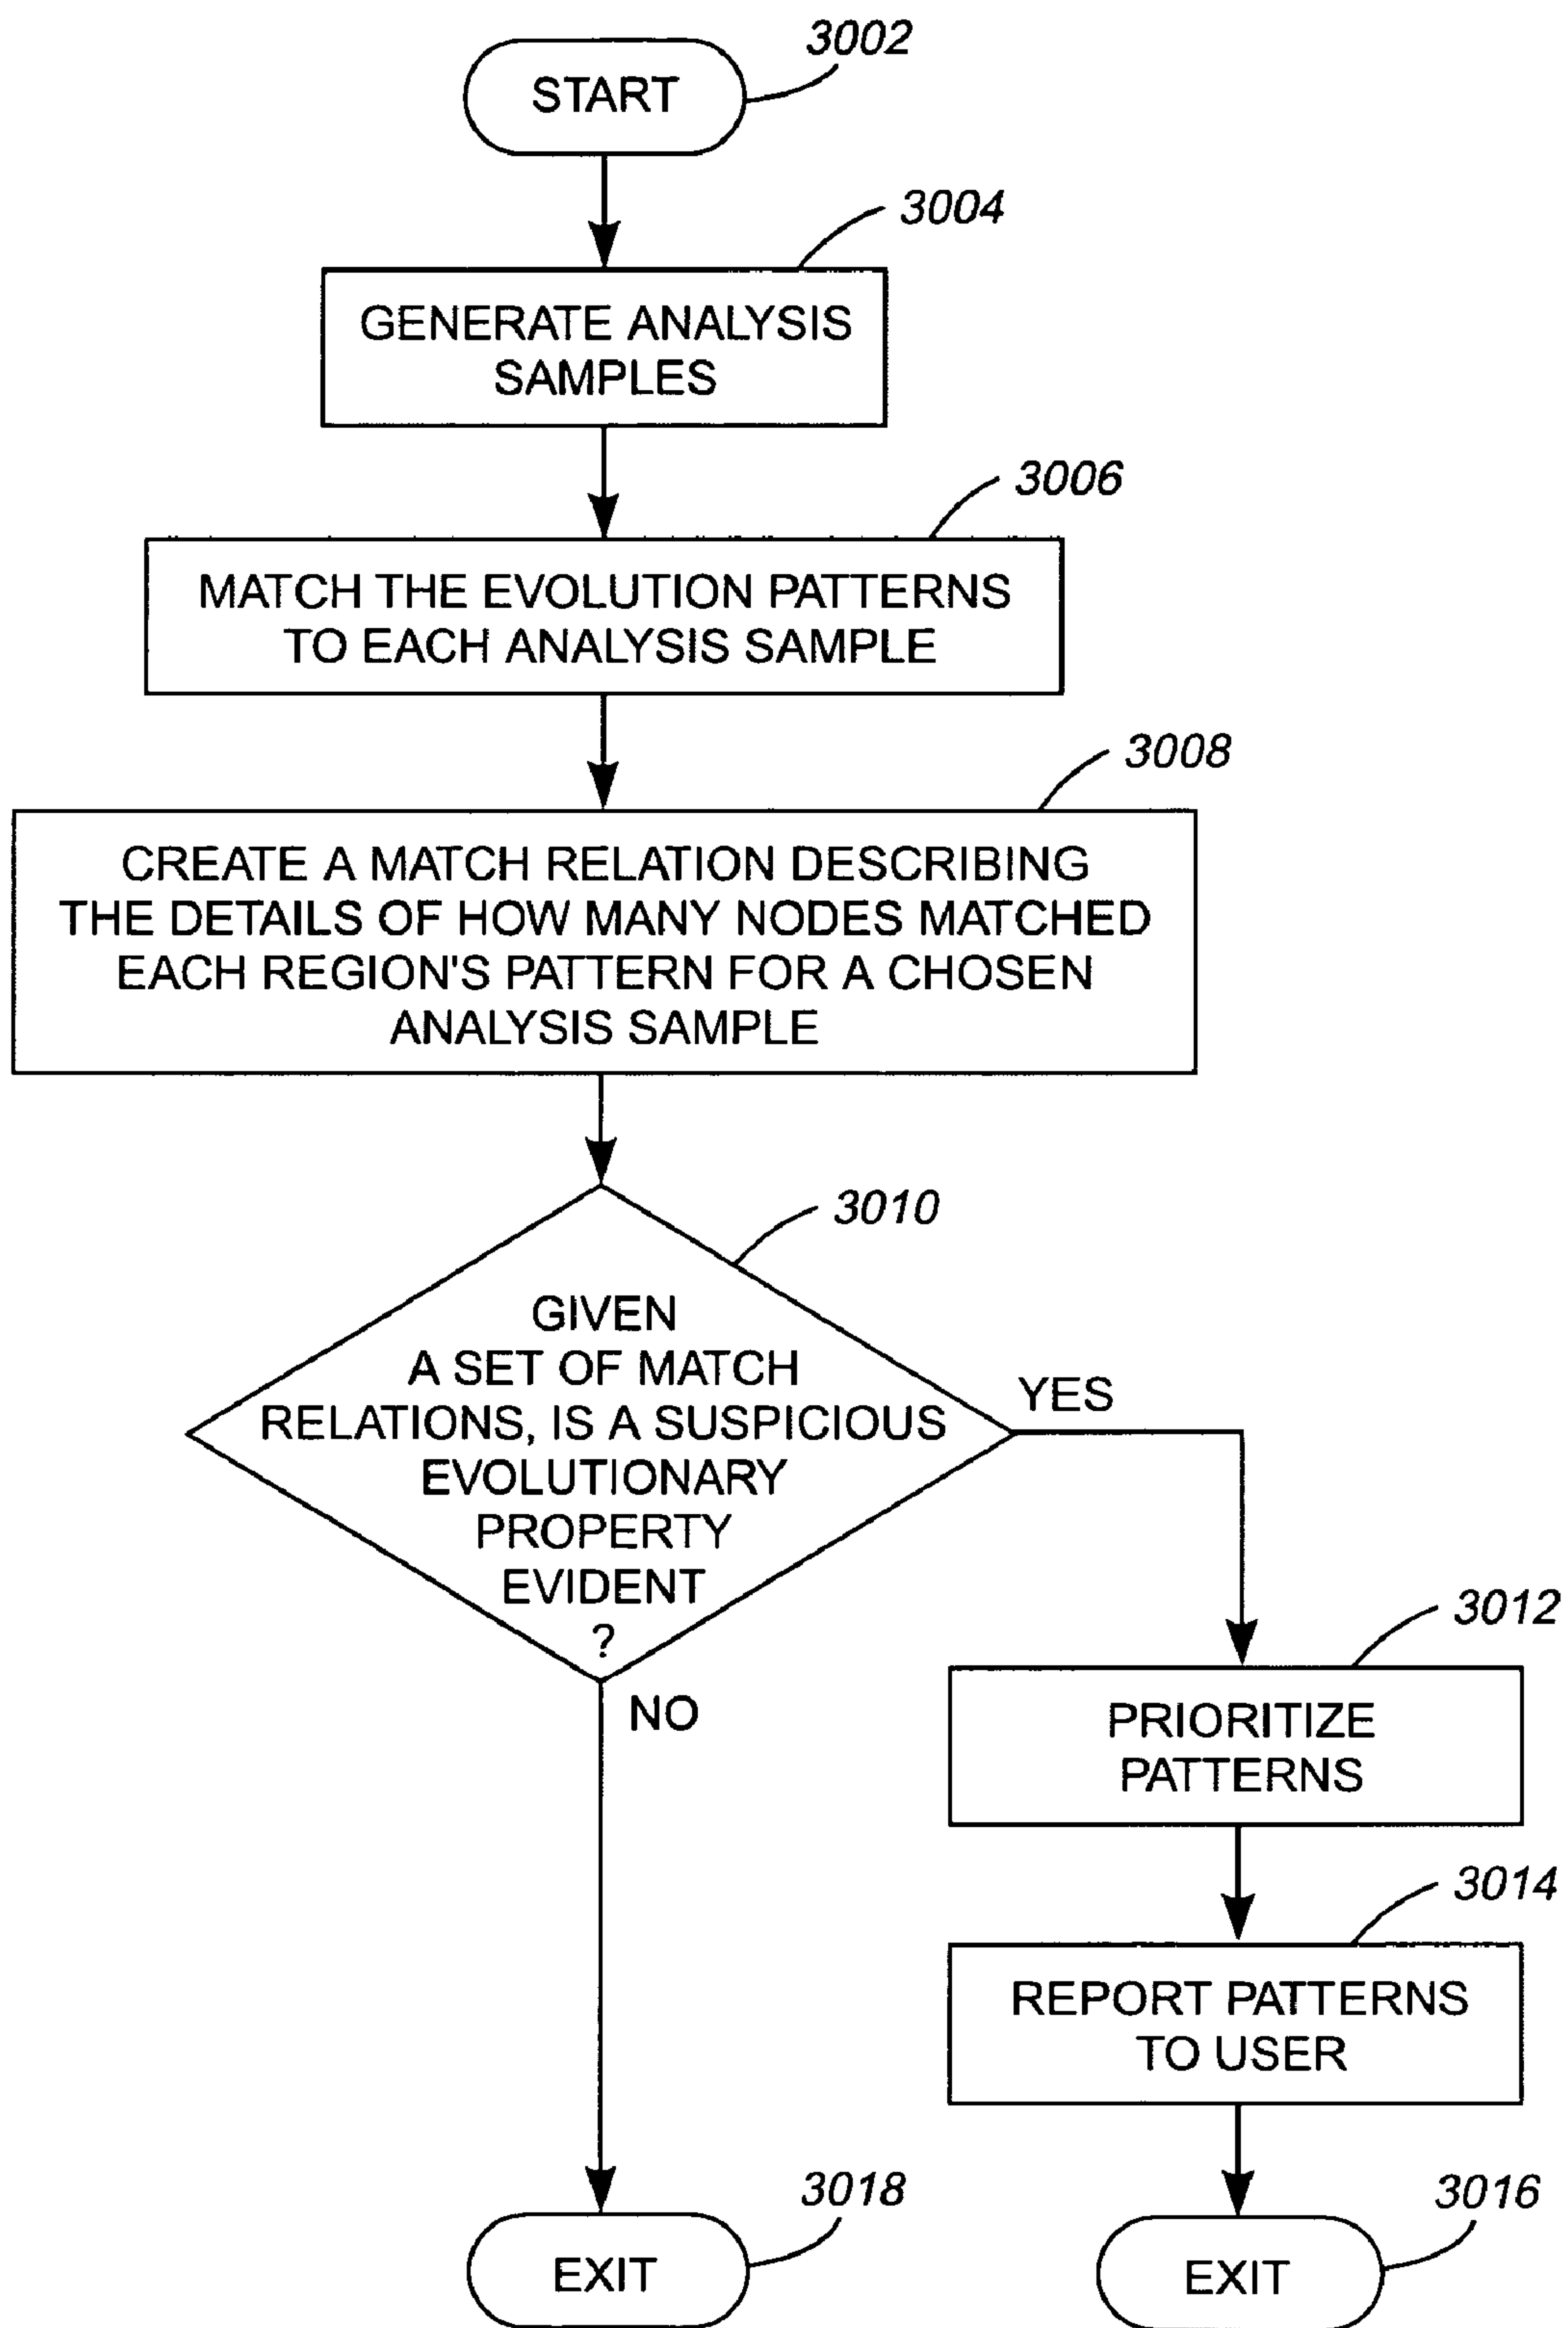 START
3002
3004
GENERATE ANALYSIS
SAMPLES
3006
MATCH THE EVOLUTION PATTERNS
TO EACH ANALYSIS SAMPLE
3008
CREATE A MATCH RELATION DESCRIBING
THE DETAILS OF HOW MANY NODES MATCHED
EACH REGION'S PATTERN FOR A CHOSEN
ANALYSIS SAMPLE
3010
GIVEN
A SET OF MATCH
RELATIONS, IS A SUSPICIOUS
EVOLUTIONARY
PROPERTY
EVIDENT
?
YES
NO
3012
PRIORITIZE
PATTERNS
3014
REPORT PATTERNS
TO USER
3018
EXIT
3016
EXIT